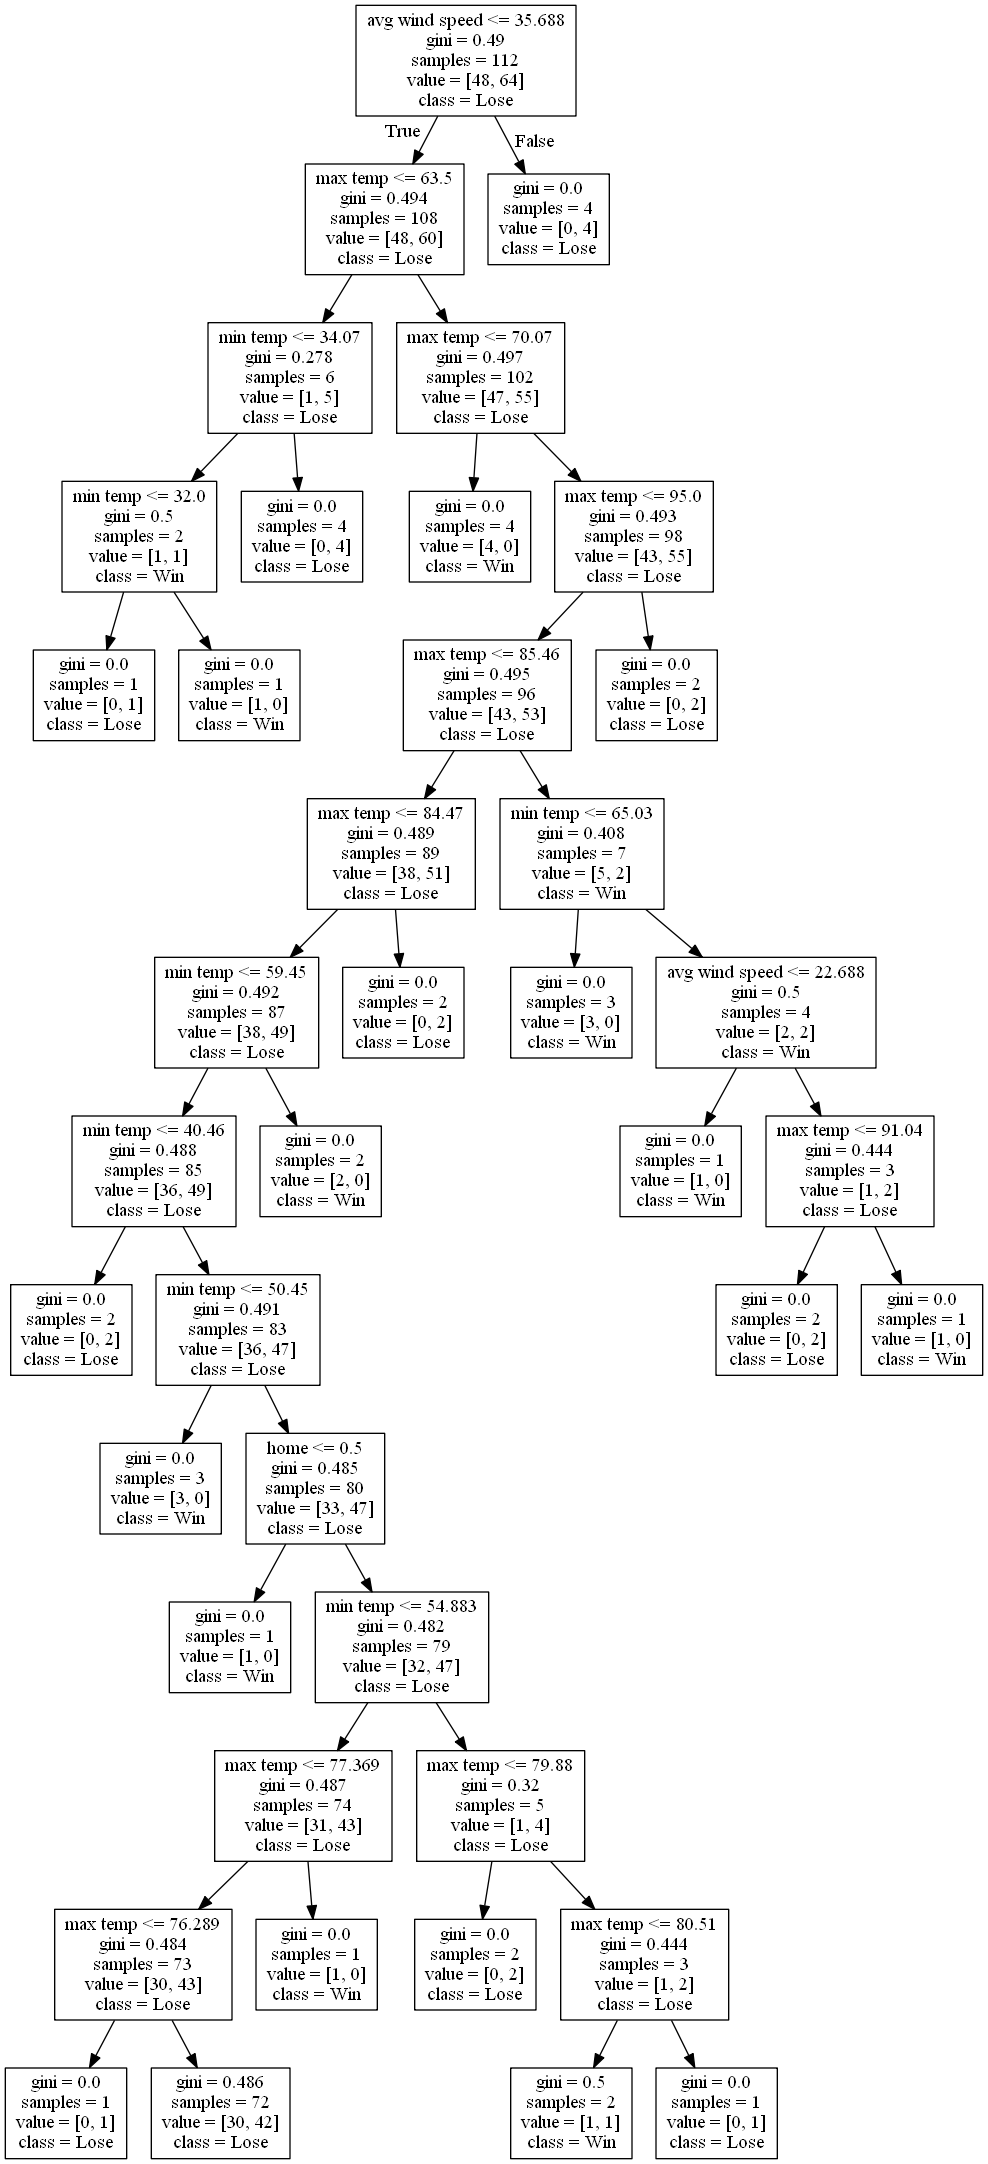 avg wind speed <= 35.688
gini = 0.49
samples = 112
value = [48, 64]
class = Lose
True
False
max temp <= 63.5
gini = 0.494
samples = 108
value = [48, 60]
class = Lose
gini = 0.0
samples = 4
value = [0, 4]
class = Lose
min temp <= 34.07
gini = 0.278
samples = 6
value = [1, 5]
class = Lose
max temp <= 70.07
gini = 0.497
samples = 102
value = [47, 55]
class = Lose
min temp <= 32.0
gini = 0.5
samples = 2
value = [1, 1]
class = Win
gini = 0.0
samples = 4
value = [0, 4]
class = Lose
gini = 0.0
samples = 4
value = [4, 0]
class = Win
max temp <= 95.0
gini = 0.493
samples = 98
value = [43, 55]
class = Lose
gini = 0.0
samples = 1
value = [0, 1]
class = Lose
gini = 0.0
samples = 1
value = [1, 0]
class = Win
max temp <= 85.46
gini = 0.495
samples = 96
value = [43, 53]
class = Lose
gini = 0.0
samples = 2
value = [0, 2]
class = Lose
max temp <= 84.47
gini = 0.489
samples = 89
value = [38, 51]
class = Lose
min temp <= 65.03
gini = 0.408
samples = 7
value = [5, 2]
class = Win
min temp <= 59.45
gini = 0.492
samples = 87
value = [38, 49]
class = Lose
gini = 0.0
samples = 2
value = [0, 2]
class = Lose
gini = 0.0
samples = 3
value = [3, 0]
class = Win
avg wind speed <= 22.688
gini = 0.5
samples = 4
value = [2, 2]
class = Win
min temp <= 40.46
gini = 0.488
samples = 85
value = [36, 49]
class = Lose
gini = 0.0
samples = 2
value = [2, 0]
class = Win
gini = 0.0
samples = 1
value = [1, 0]
class = Win
max temp <= 91.04
gini = 0.444
samples = 3
value = [1, 2]
class = Lose
gini = 0.0
samples = 2
value = [0, 2]
class = Lose
min temp <= 50.45
gini = 0.491
samples = 83
value = [36, 47]
class = Lose
gini = 0.0
samples = 2
value = [0, 2]
class = Lose
gini = 0.0
samples = 1
value = [1, 0]
class = Win
gini = 0.0
samples = 3
value = [3, 0]
class = Win
home <= 0.5
gini = 0.485
samples = 80
value = [33, 47]
class = Lose
gini = 0.0
samples = 1
value = [1, 0]
class = Win
min temp <= 54.883
gini = 0.482
samples = 79
value = [32, 47]
class = Lose
max temp <= 77.369
gini = 0.487
samples = 74
value = [31, 43]
class = Lose
max temp <= 79.88
gini = 0.32
samples = 5
value = [1, 4]
class = Lose
max temp <= 76.289
gini = 0.484
samples = 73
value = [30, 43]
class = Lose
gini = 0.0
samples = 1
value = [1, 0]
class = Win
gini = 0.0
samples = 2
value = [0, 2]
class = Lose
max temp <= 80.51
gini = 0.444
samples = 3
value = [1, 2]
class = Lose
gini = 0.0
samples = 1
value = [0, 1]
class = Lose
gini = 0.486
samples = 72
value = [30, 42]
class = Lose
gini = 0.5
samples = 2
value = [1, 1]
class = Win
gini = 0.0
samples = 1
value = [0, 1]
class = Lose